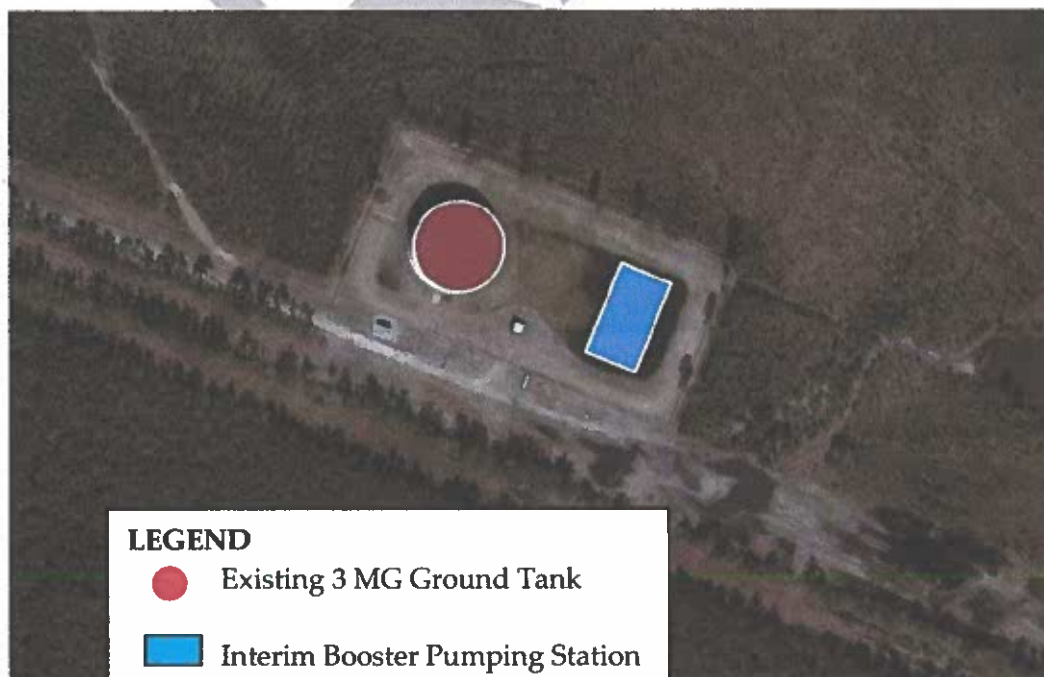 LEGEND
Existing 3 MG Ground Tank
Interim Booster Pumping Station